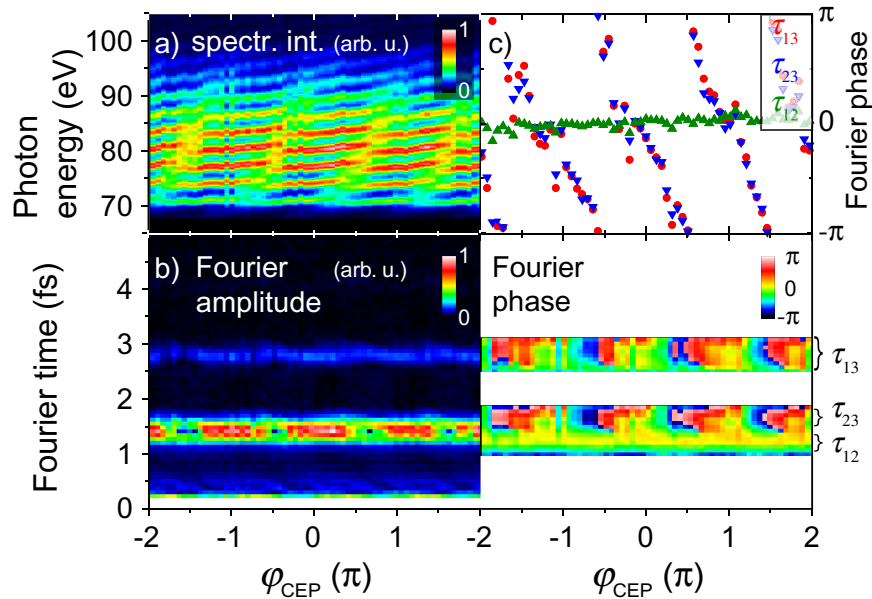 a) spectr. int. (arb. u.)
1
0
Photon
energy (eV)
100
90
80
70
c)
τ13
τ23
τ12
π
0
-π
Fourier phase
b) Fourier (arb. u.)
amplitude
1
0
Fourier time (fs)
4
3
2
1
0
Fourier
phase
π
0
-π
τ13
τ23
τ12
-2 -1 0 1 -2 -1 0 1 2
φCEP (π) φCEP (π)